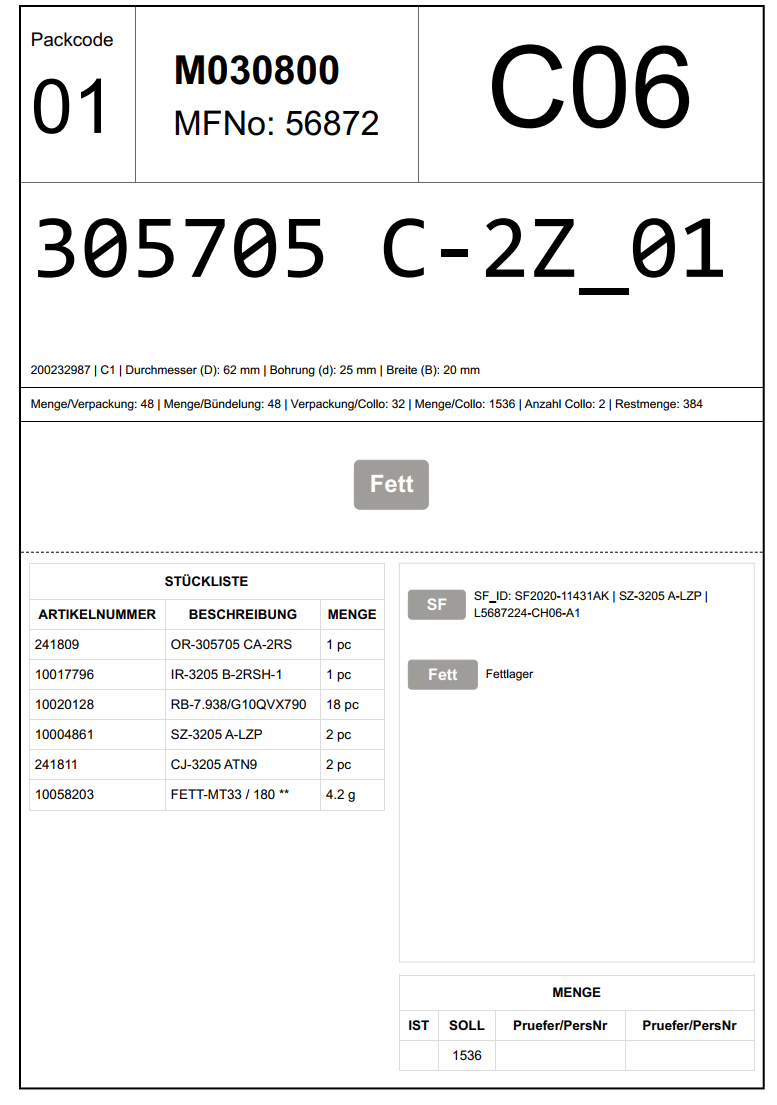 Packcode
01
M030800
MFNo: 56872
C06
305705 C-2Z_01
200232987 | C1 | Durchmesser (D): 62 mm | Bohrung (d): 25 mm | Breite (B): 20 mm
Menge/Verpackung: 48 | Menge/Bündelung: 48 | Verpackung/Collo: 32 | Menge/Collo: 1536 | Anzahl Collo: 2 | Restmenge: 384
Fett
STÜCKLISTE
ARTIKELNUMMER BESCHREIBUNG MENGE
241809 OR-305705 CA-2RS 1 pc
10017796 IR-3205 B-2RSH-1 1 pc
10020128 RB-7.938/G10QVX790 18 pc
10004861 SZ-3205 A-LZP 2 pc
241811 CJ-3205 ATN9 2 pc
10058203 FETT-MT33 / 180 ** 4.2 g
SF SF_ID: SF2020-11431AK | SZ-3205 A-LZP |
L5687224-CH06-A1
Fett Fettlager
MENGE
IST SOLL Pruefer/PersNr Pruefer/PersNr
1536